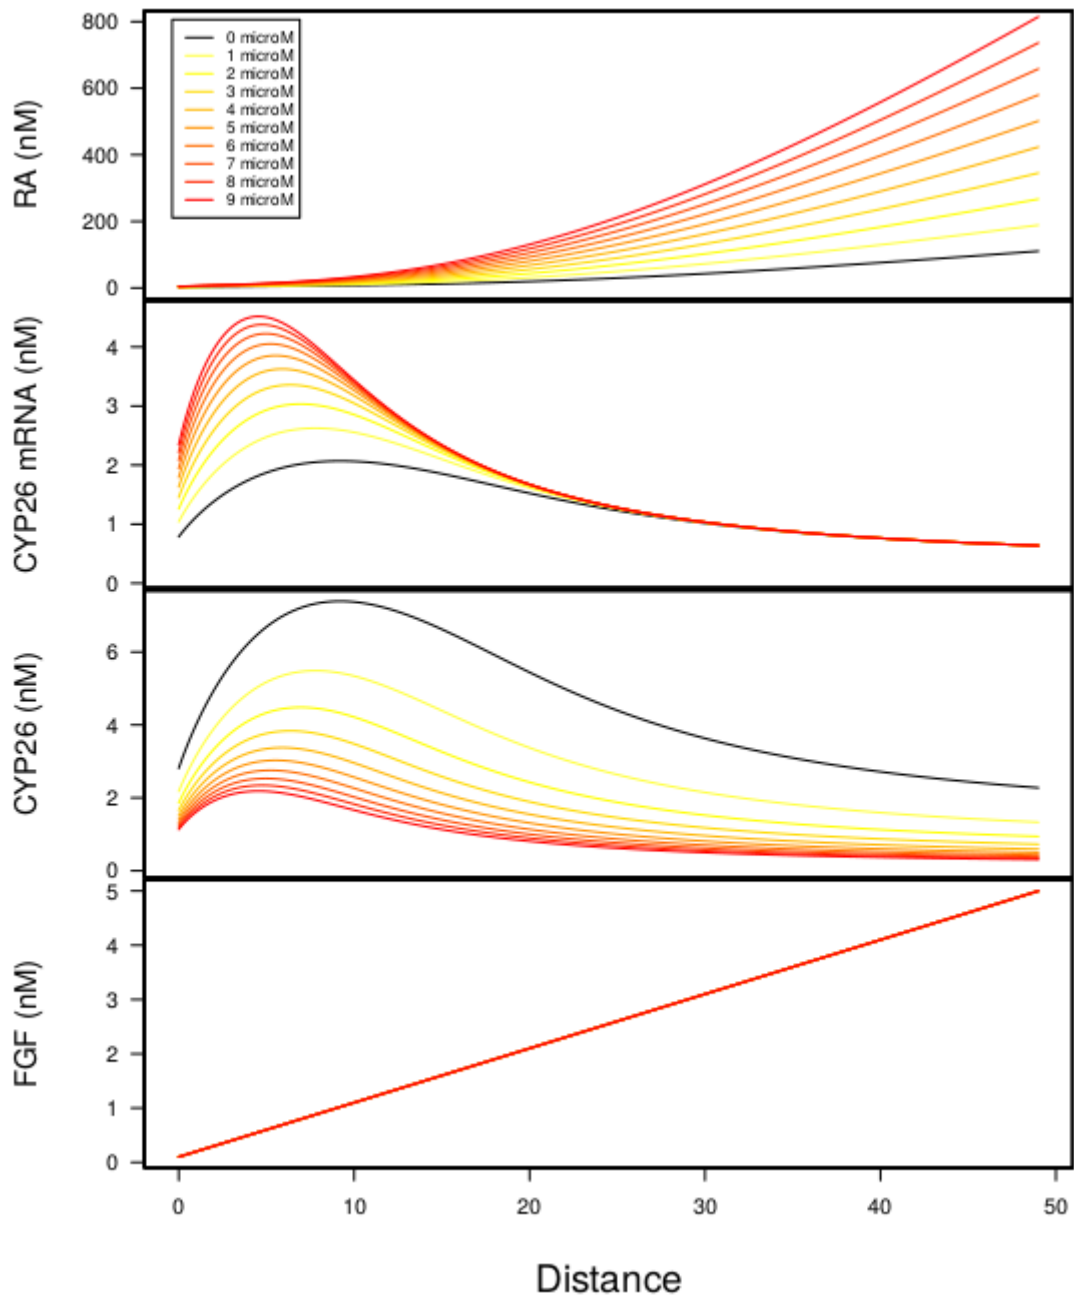 RA (nM)
800
600
400
200
0
0 microM
1 microM
2 microM
3 microM
4 microM
5 microM
6 microM
7 microM
8 microM
9 microM
CYP26 mRNA (nM)
4
3
2
1
0
CYP26 (nM)
6
4
2
0
FGF (nM)
5
4
3
2
1
0
0 10 20 30 40 50
Distance